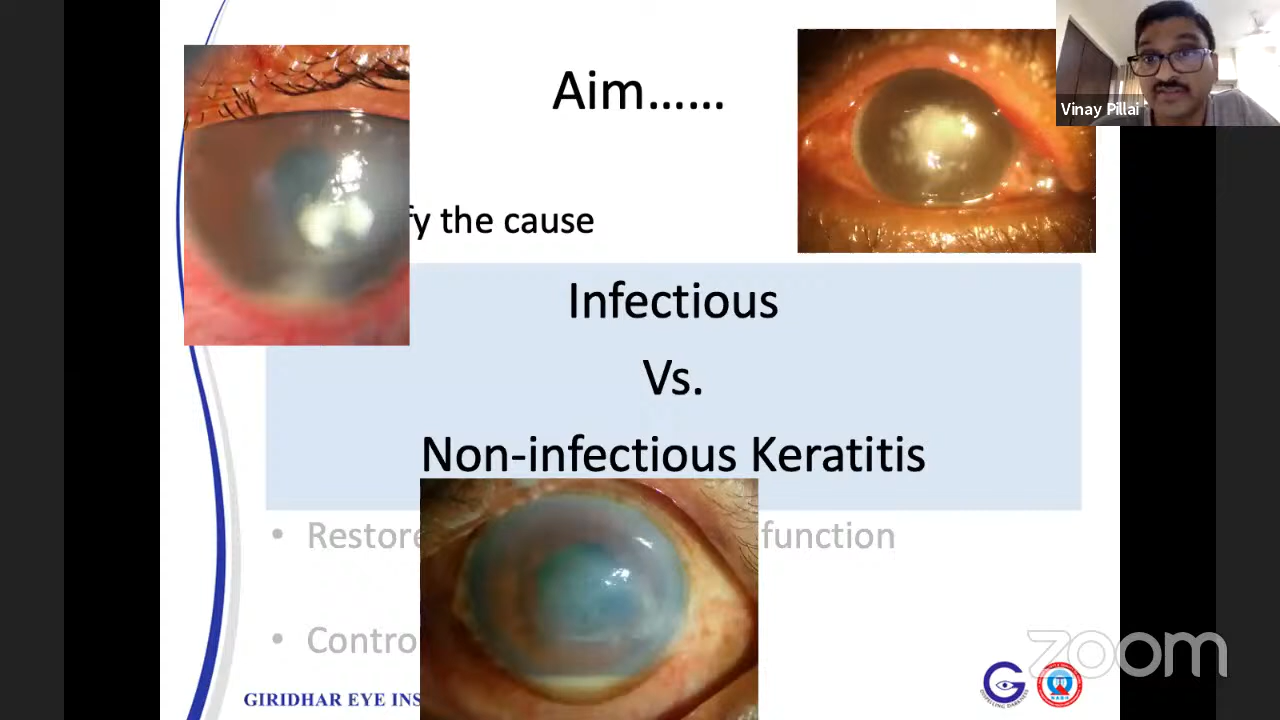 Aim……
Vinay Pillai
fy the cause
Infectious
Vs.
Non-infectious Keratitis
• Restore function
• Contro
zoom
GIRIDHAR EYE INS